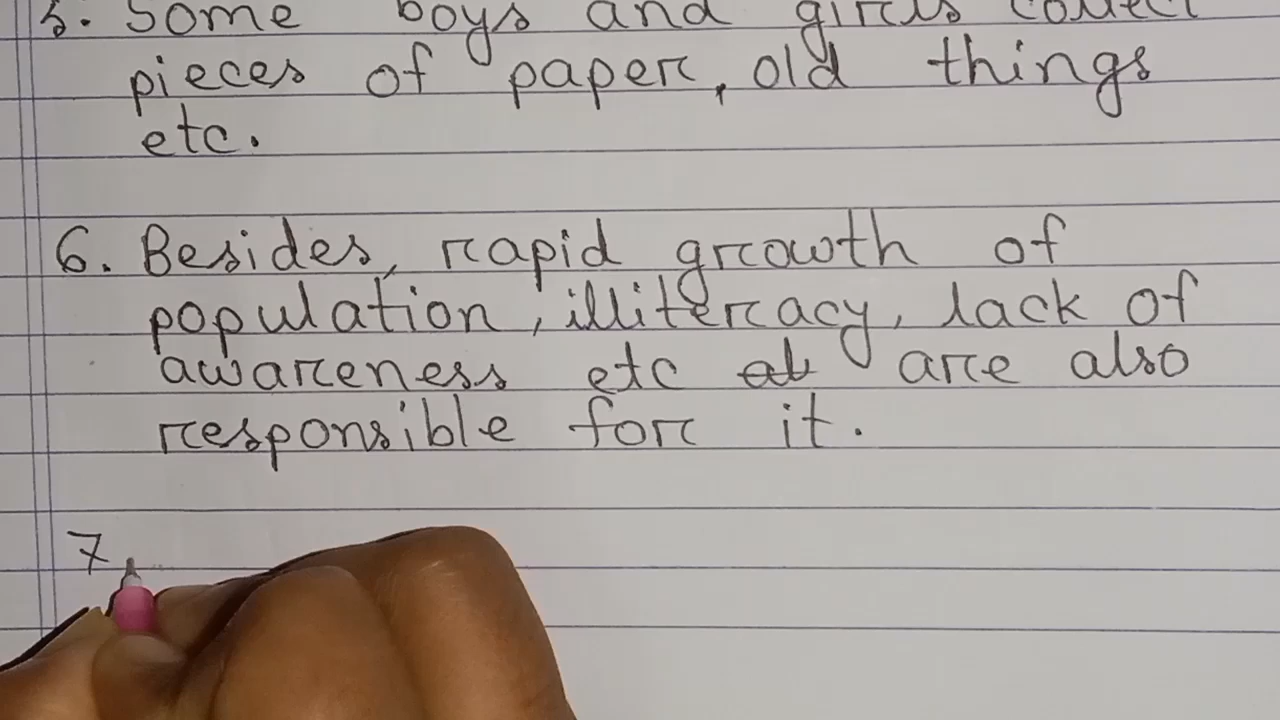 5. Some boys and girls collect
pieces of paper, old things
etc.
6. Besides, rapid growth of
population, illiteracy, lack of
awareness etc are also
responsible for it.
7